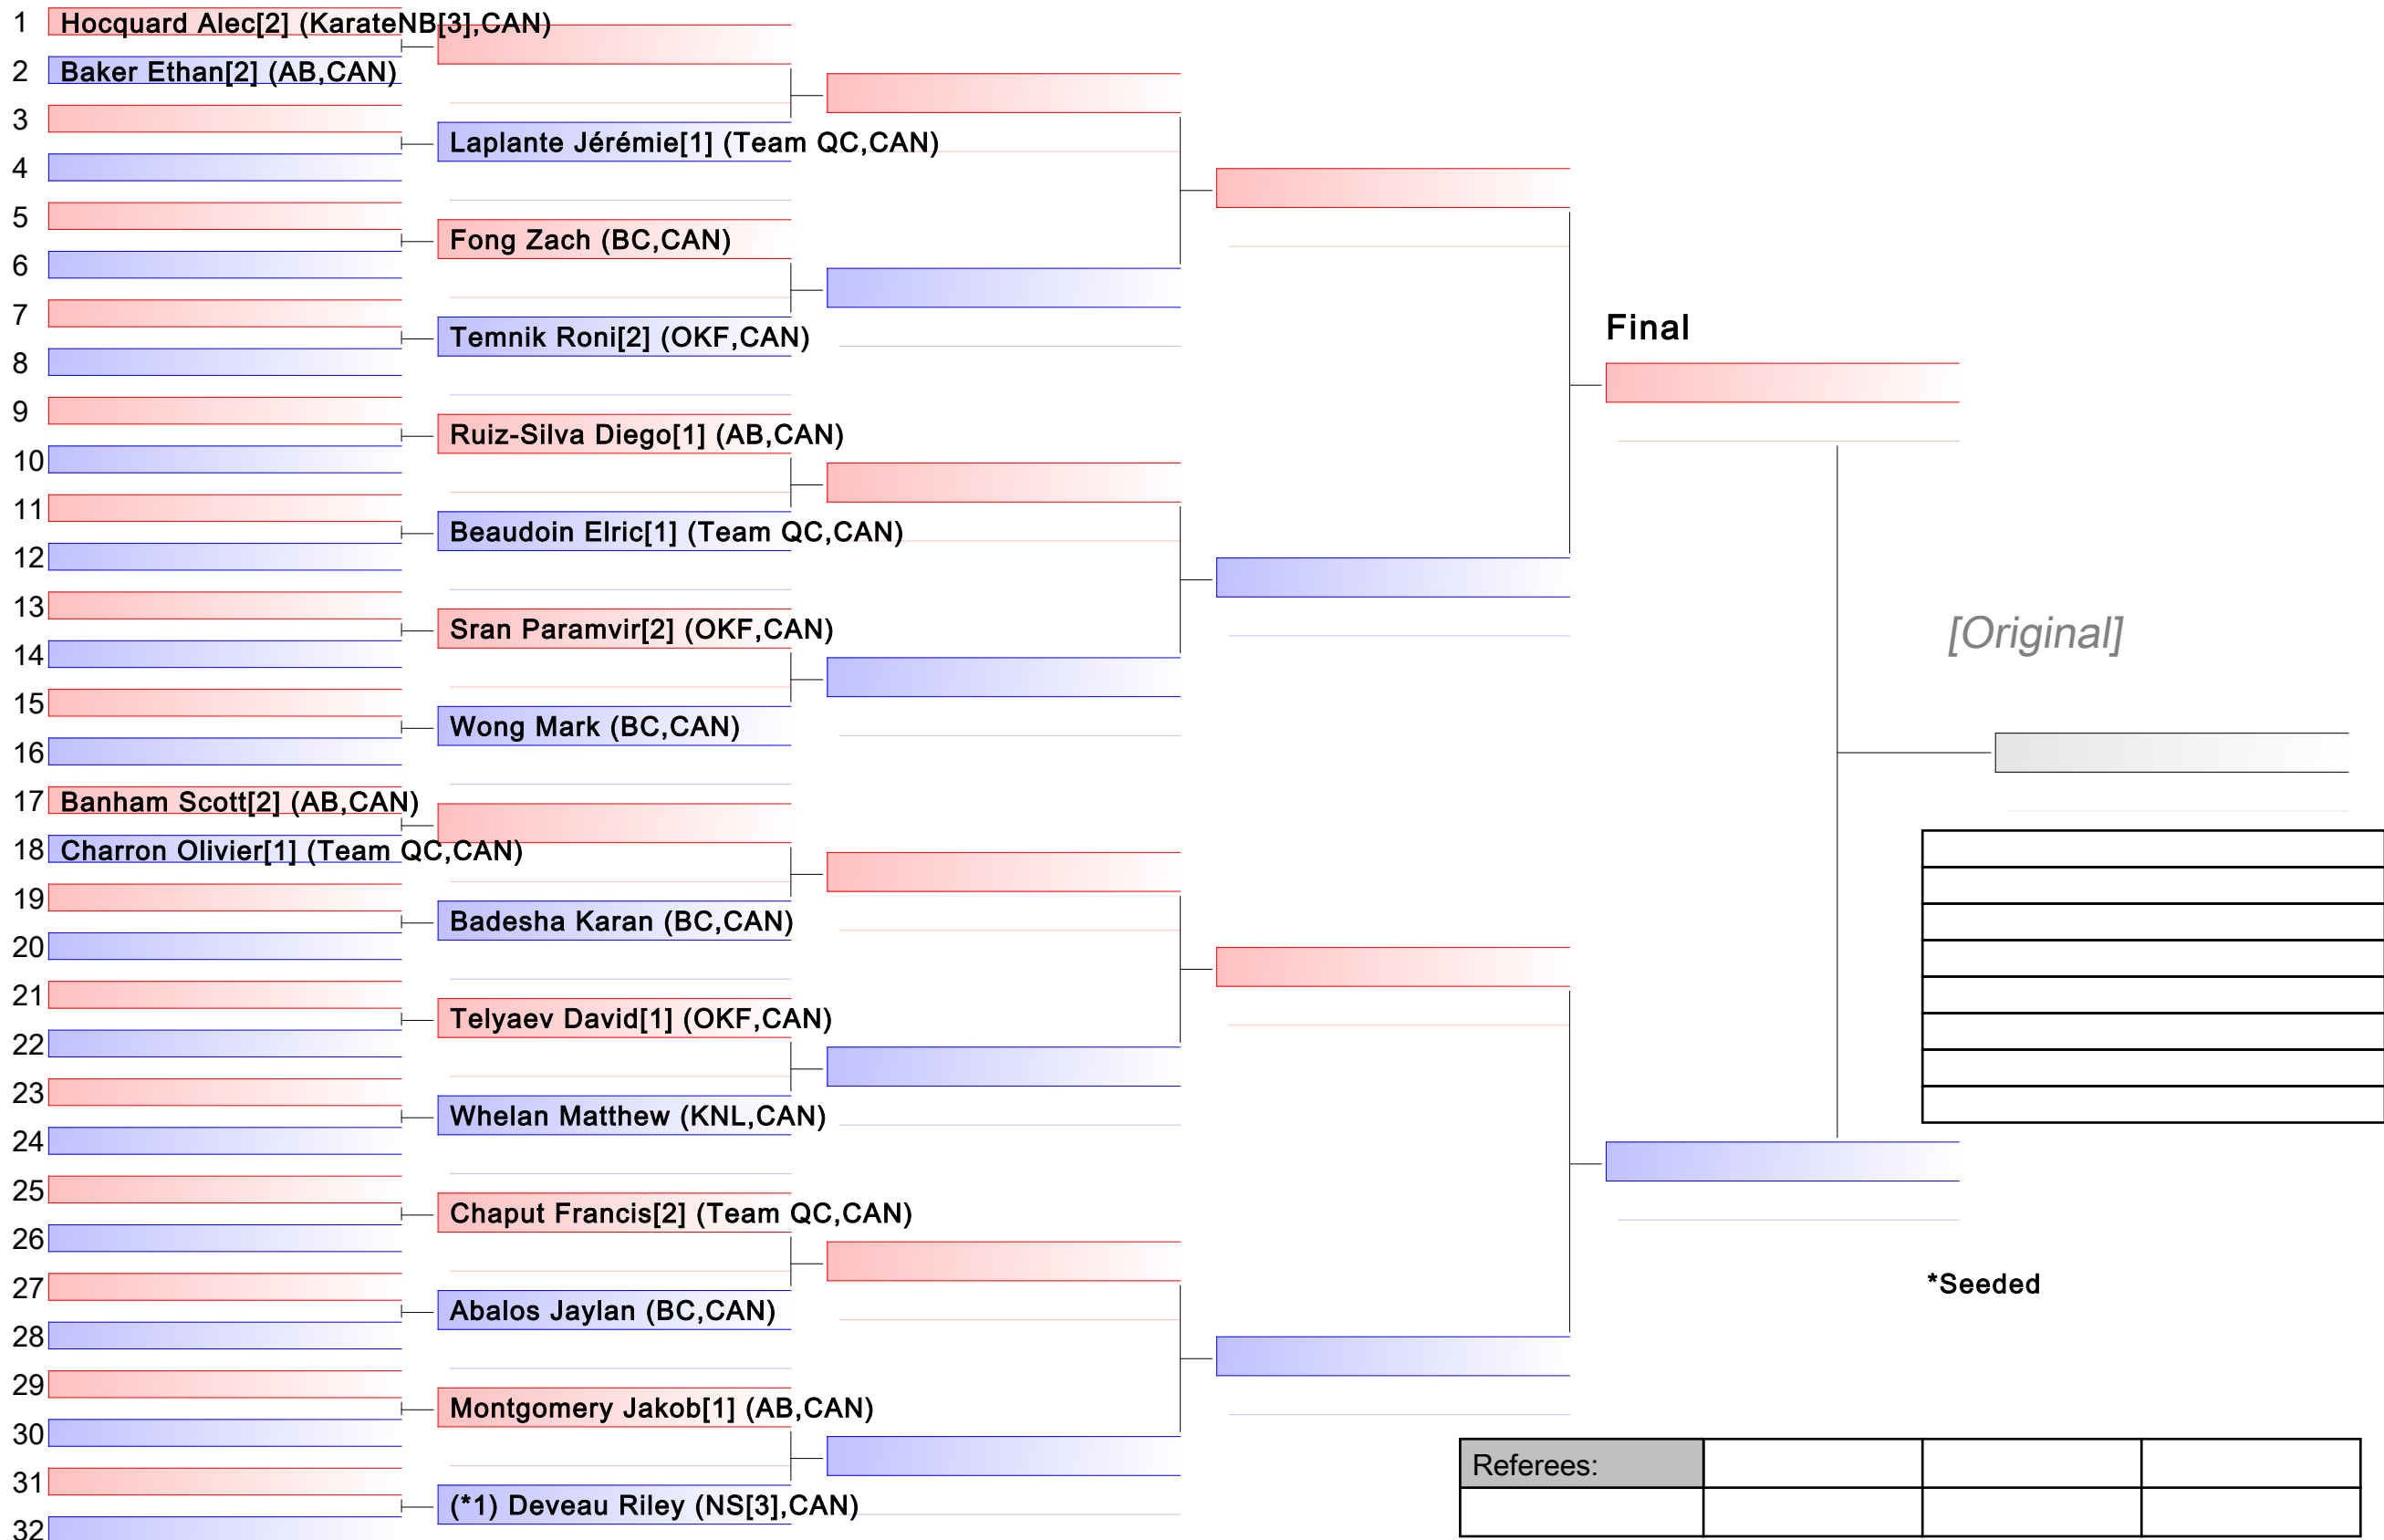 1 Hocquard Alec[2] (KarateNB[3],CAN)
2 Baker Ethan[2] (AB,CAN)
3
Laplante Jérémie[1] (Team QC,CAN)
4
5
Fong Zach (BC,CAN)
6
7
Final
Temnik Roni[2] (OKF,CAN)
8
9
Ruiz-Silva Diego[1] (AB,CAN)
10
11
Beaudoin Elric[1] (Team QC,CAN)
12
13
Sran Paramvir[2] (OKF,CAN)
[Original]
14
15
Wong Mark (BC,CAN)
16
17 Banham Scott[2] (AB,CAN)
18 Charron Olivier[1] (Team QC,CAN)
19
Badesha Karan (BC,CAN)
20
21
Telyaev David[1] (OKF,CAN)
22
23
Whelan Matthew (KNL,CAN)
24
25
Chaput Francis[2] (Team QC,CAN)
26
27
*Seeded
Abalos Jaylan (BC,CAN)
28
29
Montgomery Jakob[1] (AB,CAN)
30
Referees:
31
(*1) Deveau Riley (NS[3],CAN)
32